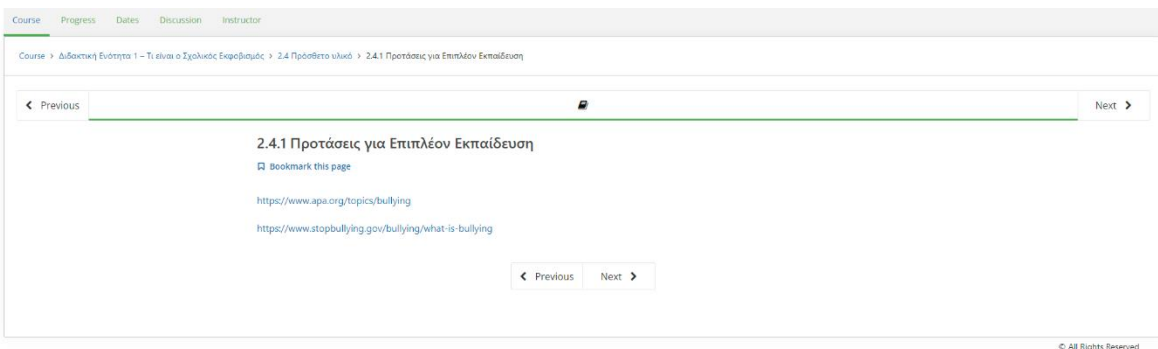 Course Progress Dates Discussion Instructor
Course > Διδακτική Ενότητα 1 – Τι είναι ο Σχολικός Εκφοβισμός > 2.4 Πρόσθετο υλικό > 2.4.1 Προτάσεις για Επιπλέον Εκπαίδευση
Previous Next
2.4.1 Προτάσεις για Επιπλέον Εκπαίδευση
Bookmark this page
https://www.apa.org/topics/bullying
https://www.stopbullying.gov/bullying/what-is-bullying
Previous Next
© All Rights Reserved